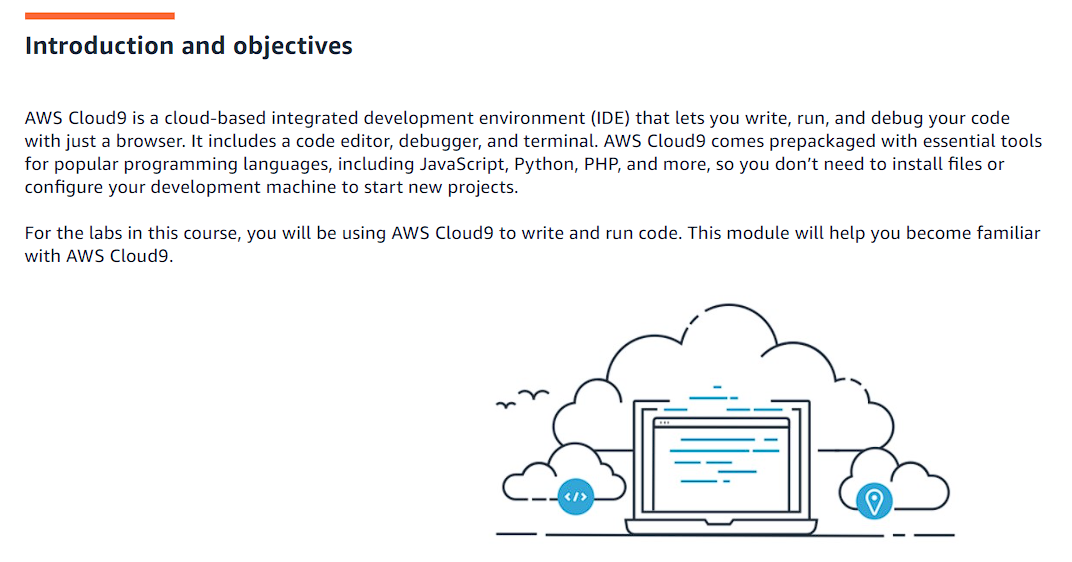 Introduction and objectives
AWS Cloud9 is a cloud-based integrated development environment (IDE) that lets you write, run, and debug your code
with just a browser. It includes a code editor, debugger, and terminal. AWS Cloud9 comes prepackaged with essential tools
for popular programming languages, including JavaScript, Python, PHP, and more, so you don’t need to install files or
configure your development machine to start new projects.
For the labs in this course, you will be using AWS Cloud9 to write and run code. This module will help you become familiar
with AWS Cloud9.
</>